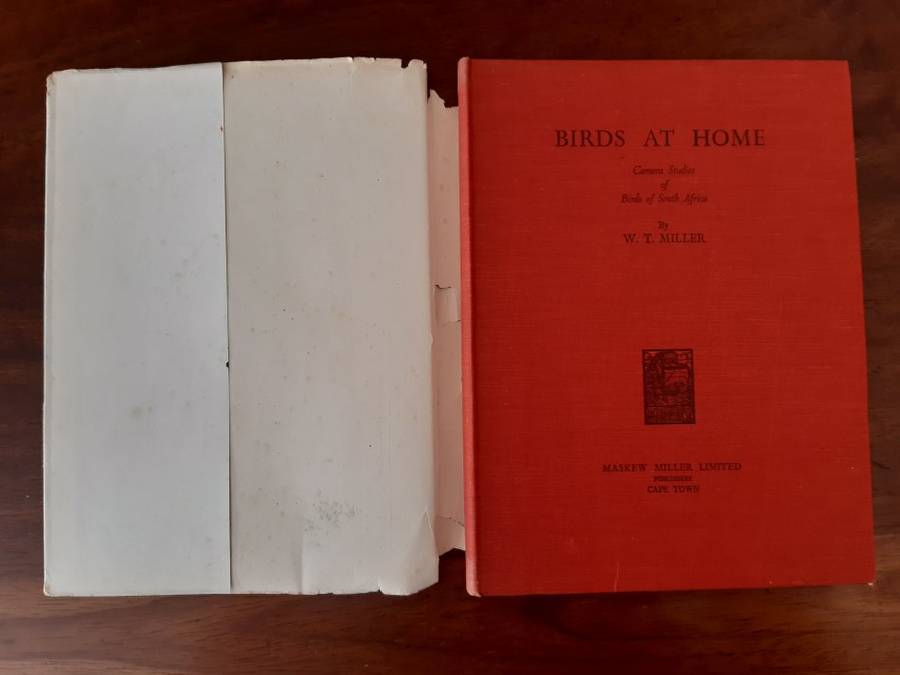 BIRDS AT HOME
Camera Studies
of
Birds of South Africa
By
W. T. MILLER
MASKEW MILLER LIMITED
PUBLISHERS
CAPE TOWN